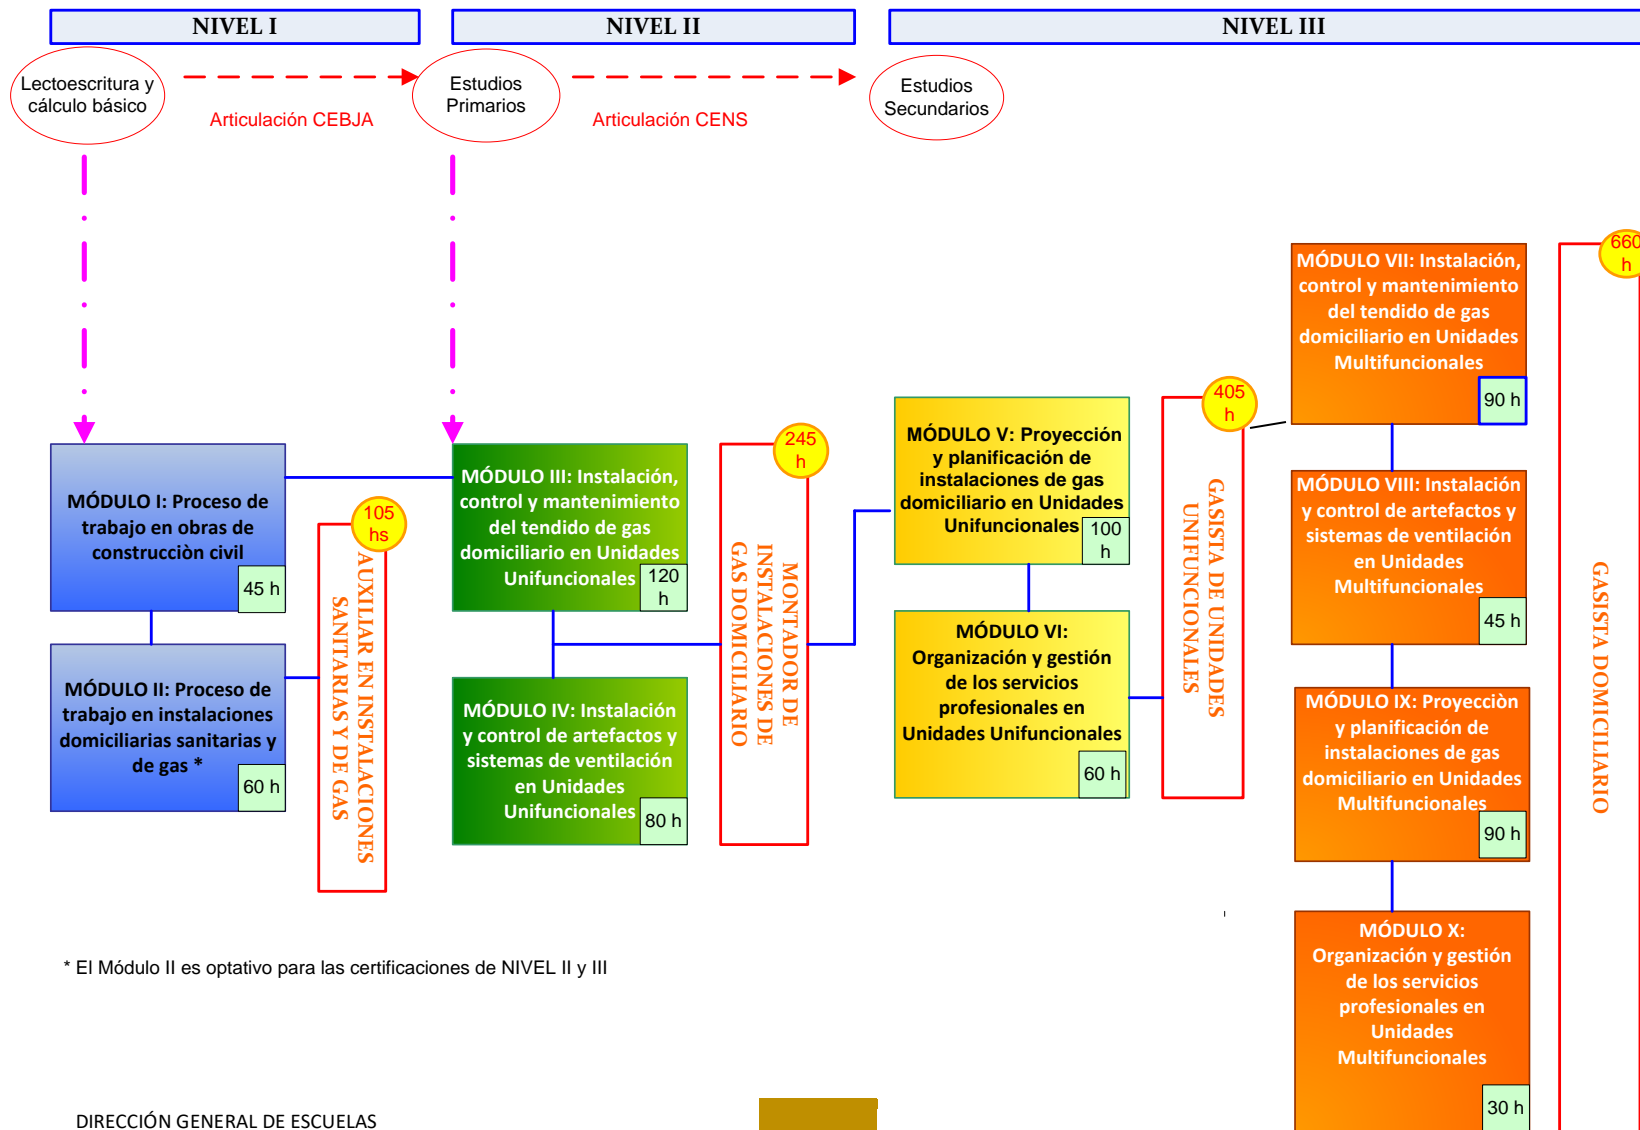 NIVEL I
NIVEL II
NIVEL III
Lectoescritura y
cálculo básico
Articulación CEBJA
Estudios
Primarios
Articulación CENS
Estudios
Secundarios
MÓDULO I: Proceso de
trabajo en obras de
construcciòn civil
45 h
MÓDULO II: Proceso de
trabajo en instalaciones
domiciliarias sanitarias y
de gas *
60 h
105
hs
AUXILIAR EN INSTALACIONES
SANITARIAS Y DE GAS
MÓDULO III: Instalación,
control y mantenimiento
del tendido de gas
domiciliario en Unidades
Unifuncionales
120
h
MÓDULO IV: Instalación
y control de artefactos y
sistemas de ventilación
en Unidades
Unifuncionales
80 h
245
h
MONTADOR DE
INSTALACIONES DE
GAS DOMICILIARIO
MÓDULO V: Proyección
y planificación de
instalaciones de gas
domiciliario en Unidades
Unifuncionales
100
h
MÓDULO VI:
Organización y gestión
de los servicios
profesionales en
Unidades Unifuncionales
60 h
405
h
GASISTA DE UNIDADES
UNIFUNCIONALES
MÓDULO VII: Instalación,
control y mantenimiento
del tendido de gas
domiciliario en Unidades
Multifuncionales
90 h
MÓDULO VIII: Instalación
y control de artefactos y
sistemas de ventilación
en Unidades
Multifuncionales
45 h
MÓDULO IX: Proyecciòn
y planificación de
instalaciones de gas
domiciliario en Unidades
Multifuncionales
90 h
MÓDULO X:
Organización y gestión
de los servicios
profesionales en
Unidades
Multifuncionales
30 h
660
h
GASISTA DOMICILIARIO
* El Módulo II es optativo para las certificaciones de NIVEL II y III
DIRECCIÓN GENERAL DE ESCUELAS